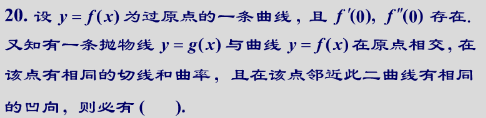 20. 设 y = f(x) 为过原点的一条曲线, 且 f′(0), f″(0) 存在.
又知有一条抛物线 y = g(x) 与曲线 y = f(x) 在原点相交, 在
该点有相同的切线和曲率, 且在该点邻近此二曲线有相同
的凹向, 则必有 ( ).